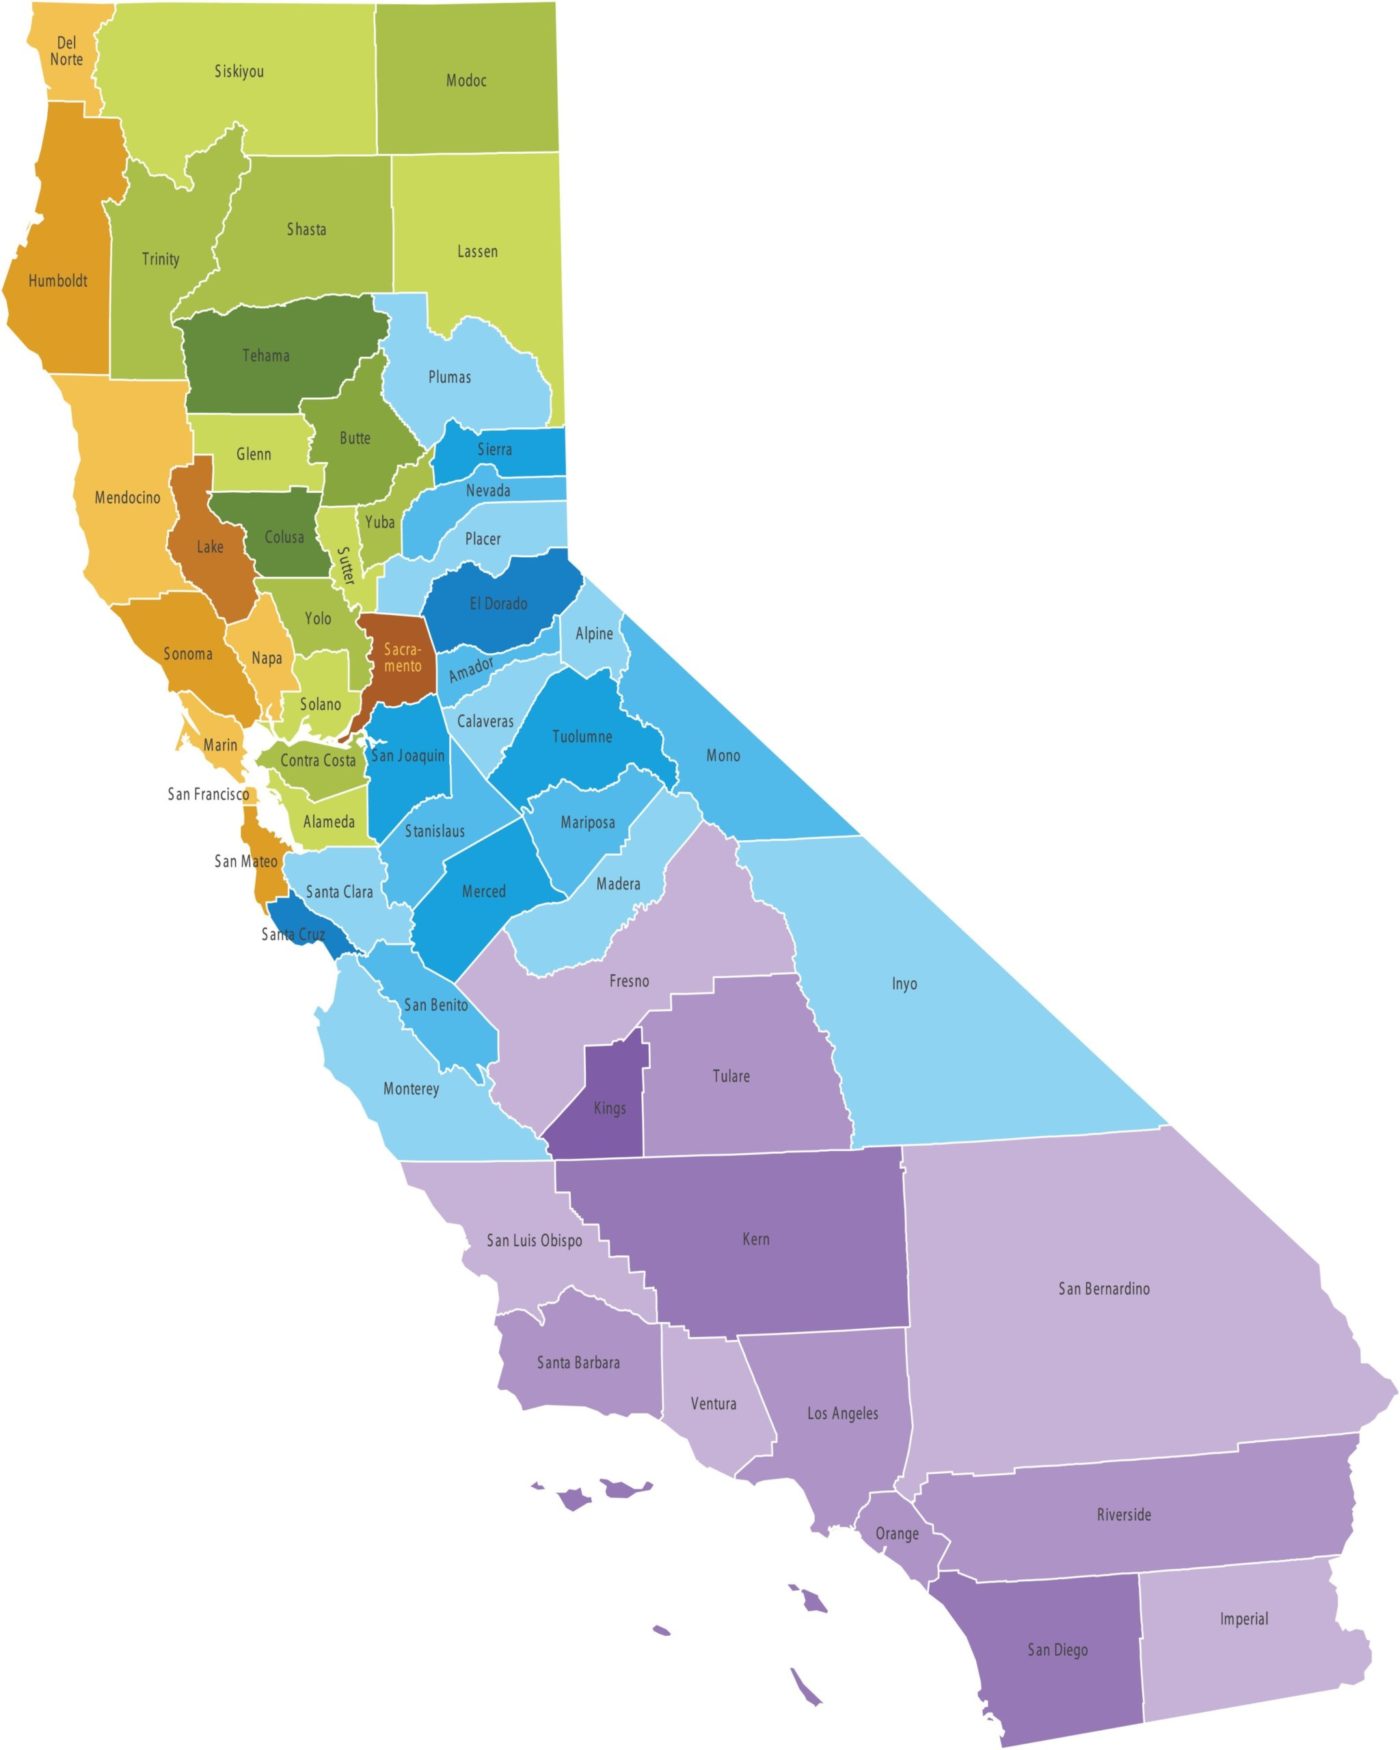 Del
Norte
Siskiyou
Modoc
Shasta
Lassen
Trinity
Humboldt
Tehama
Plumas
Butte
Sierra
Glenn
Nevada
Mendocino
Yuba
Colusa
Placer
Lake
Sutter
El Dorado
Yolo
Alpine
Sacra-
mento
Sonoma
Napa
Amador
Solano
Calaveras
Tuolumne
Marin
Contra Costa
San Joaquin
Mono
San Francisco
Alameda
Mariposa
Stanislaus
San Mateo
Santa Clara
Merced
Madera
Santa Cruz
Fresno
Inyo
San Benito
Tulare
Monterey
Kings
San Luis Obispo
Kern
San Bernardino
Santa Barbara
Ventura
Los Angeles
Riverside
Orange
Imperial
San Diego